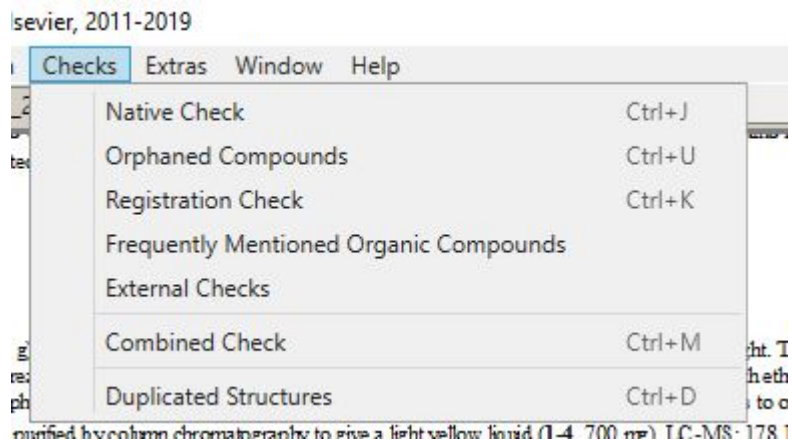 lsevier, 2011-2019
Checks Extras Window Help
Native Check Ctrl+J
Orphaned Compounds Ctrl+U
Registration Check Ctrl+K
Frequently Mentioned Organic Compounds
External Checks
Combined Check Ctrl+M
Duplicated Structures Ctrl+D
purified by column chromatography to give a light yellow liquid (1-4, 700 mg). LC-MS: 178